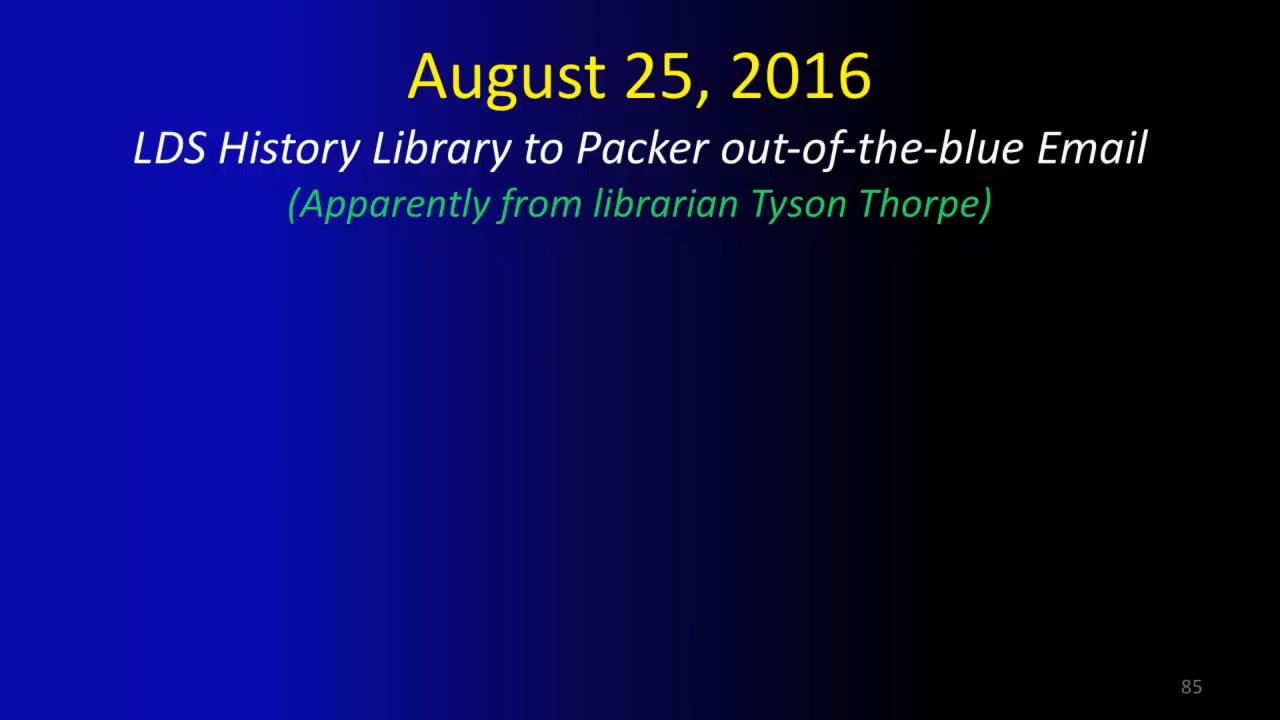 August 25, 2016
LDS History Library to Packer out-of-the-blue Email
(Apparently from librarian Tyson Thorpe)
85